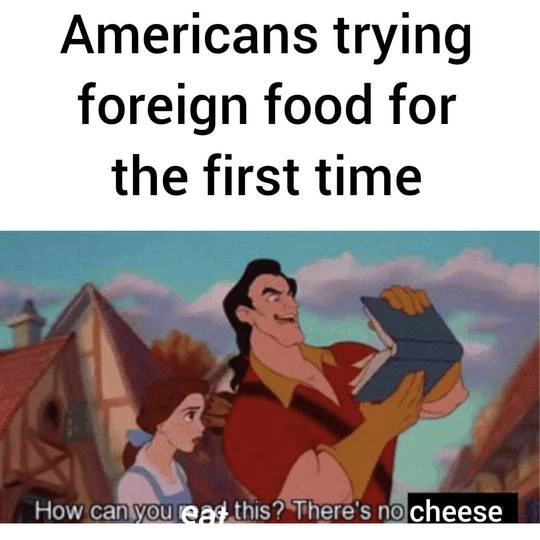 Americans trying
foreign food for
the first time
How can you eat this? There's no cheese